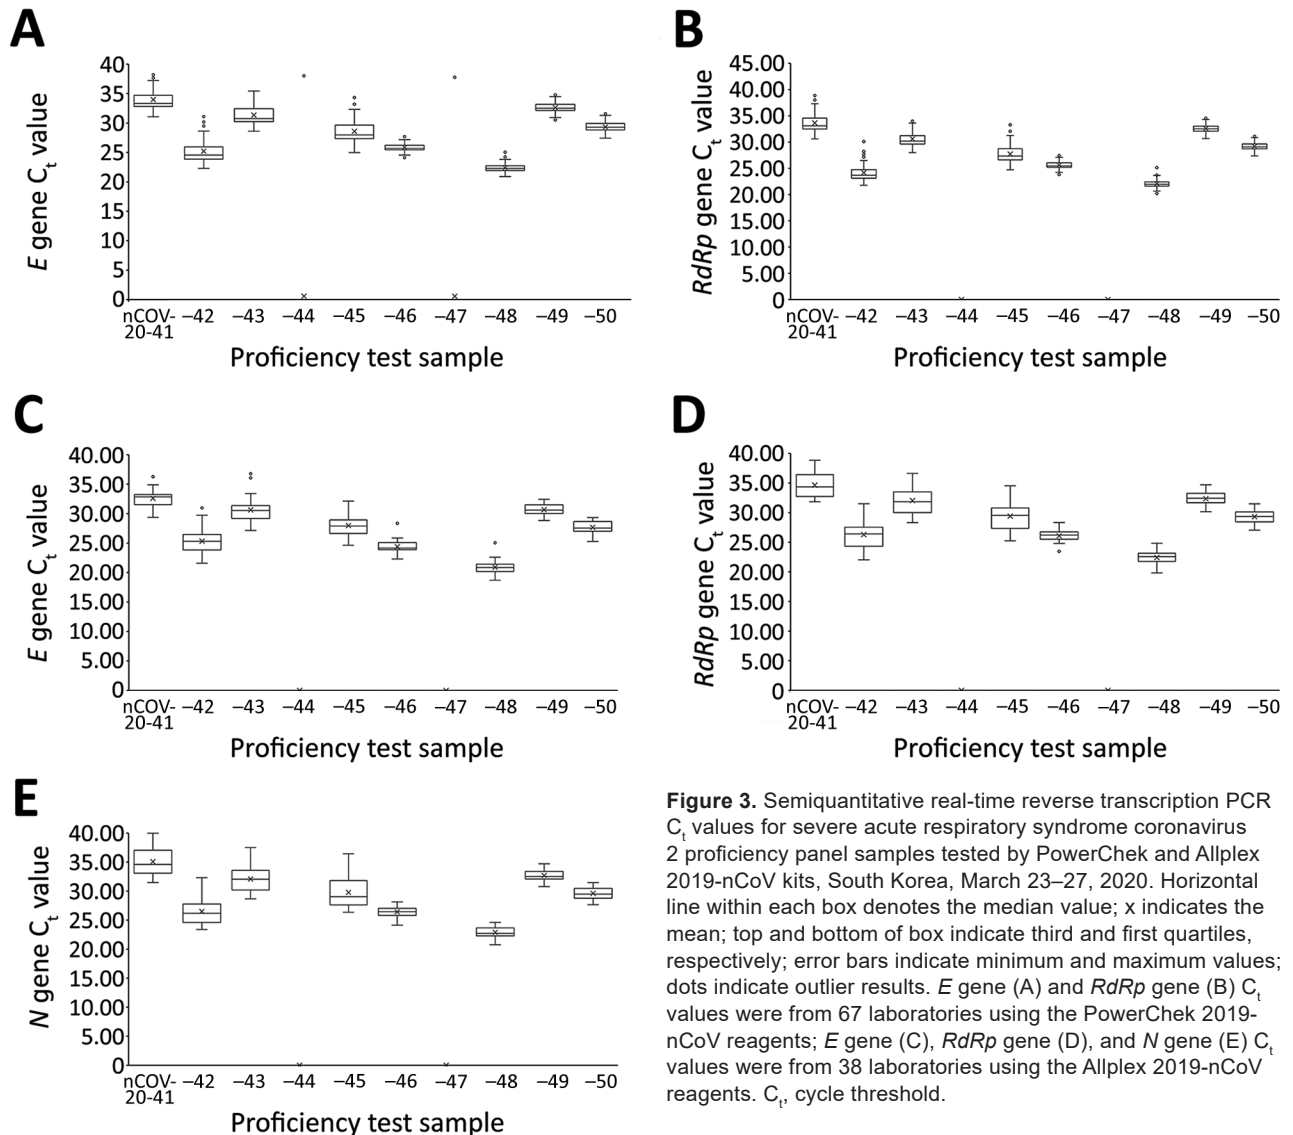 A
E gene Ct value
40
35
30
25
20
15
10
5
0
nCOV-
20-41
–42 –43 –44 –45 –46 –47 –48 –49 –50
Proficiency test sample
B
RdRp gene Ct value
45.00
40.00
35.00
30.00
25.00
20.00
15.00
10.00
5.00
0
nCOV-
20-41
–42 –43 –44 –45 –46 –47 –48 –49 –50
Proficiency test sample
C
E gene Ct value
40.00
35.00
30.00
25.00
20.00
15.00
10.00
5.00
0
nCOV-
20-41
–42 –43 –44 –45 –46 –47 –48 –49 –50
Proficiency test sample
D
RdRp gene Ct value
40.00
35.00
30.00
25.00
20.00
15.00
10.00
5.00
0
nCOV-
20-41
–42 –43 –44 –45 –46 –47 –48 –49 –50
Proficiency test sample
E
N gene Ct value
40.00
35.00
30.00
25.00
20.00
15.00
10.00
5.00
0
nCOV-
20-41
–42 –43 –44 –45 –46 –47 –48 –49 –50
Proficiency test sample
Figure 3. Semiquantitative real-time reverse transcription PCR
Ct values for severe acute respiratory syndrome coronavirus
2 proficiency panel samples tested by PowerChek and Allplex
2019-nCoV kits, South Korea, March 23–27, 2020. Horizontal
line within each box denotes the median value; x indicates the
mean; top and bottom of box indicate third and first quartiles,
respectively; error bars indicate minimum and maximum values;
dots indicate outlier results. E gene (A) and RdRp gene (B) Ct
values were from 67 laboratories using the PowerChek 2019-
nCoV reagents; E gene (C), RdRp gene (D), and N gene (E) Ct
values were from 38 laboratories using the Allplex 2019-nCoV
reagents. Ct, cycle threshold.